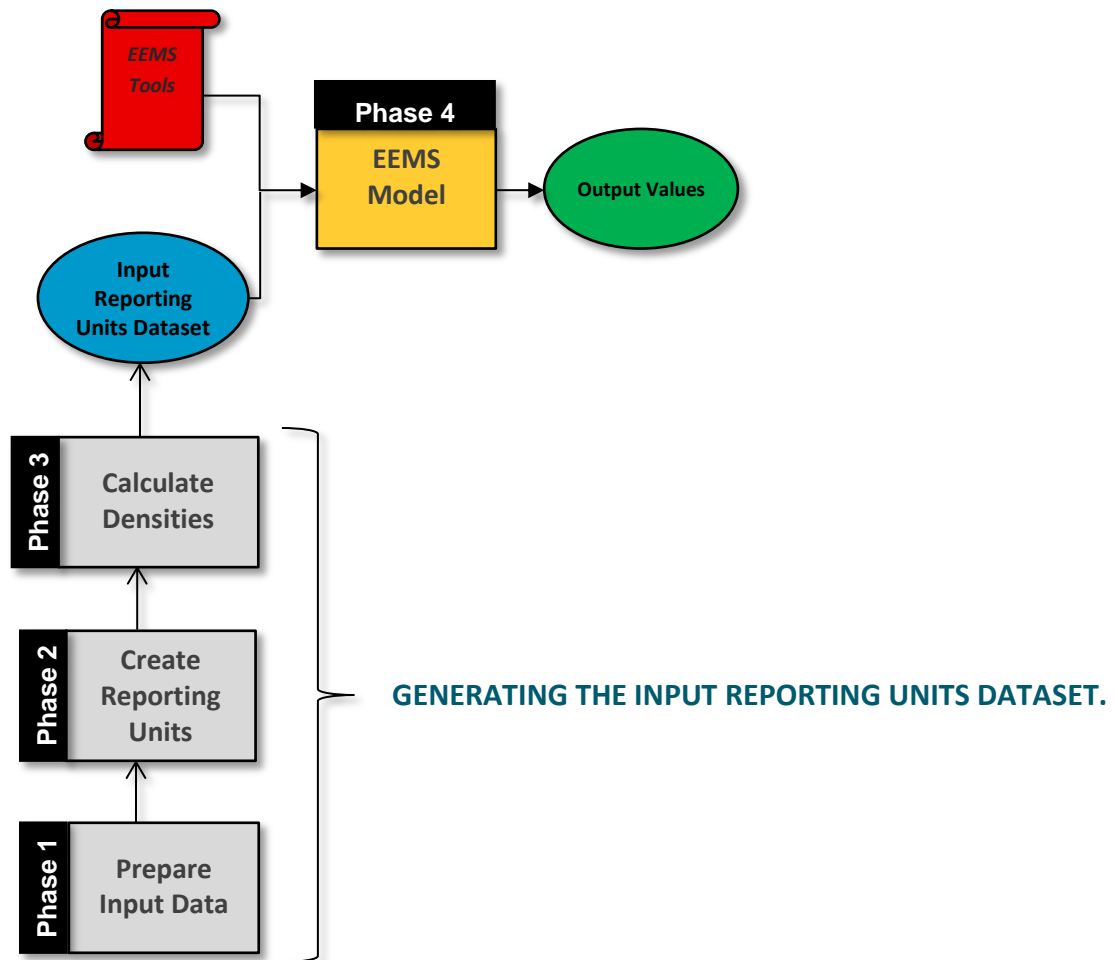 EEMS
Tools
Phase 4
EEMS
Model
Output Values
Input
Reporting
Units Dataset
Phase 3
Calculate
Densities
Phase 2
Create
Reporting
Units
GENERATING THE INPUT REPORTING UNITS DATASET.
Phase 1
Prepare
Input Data